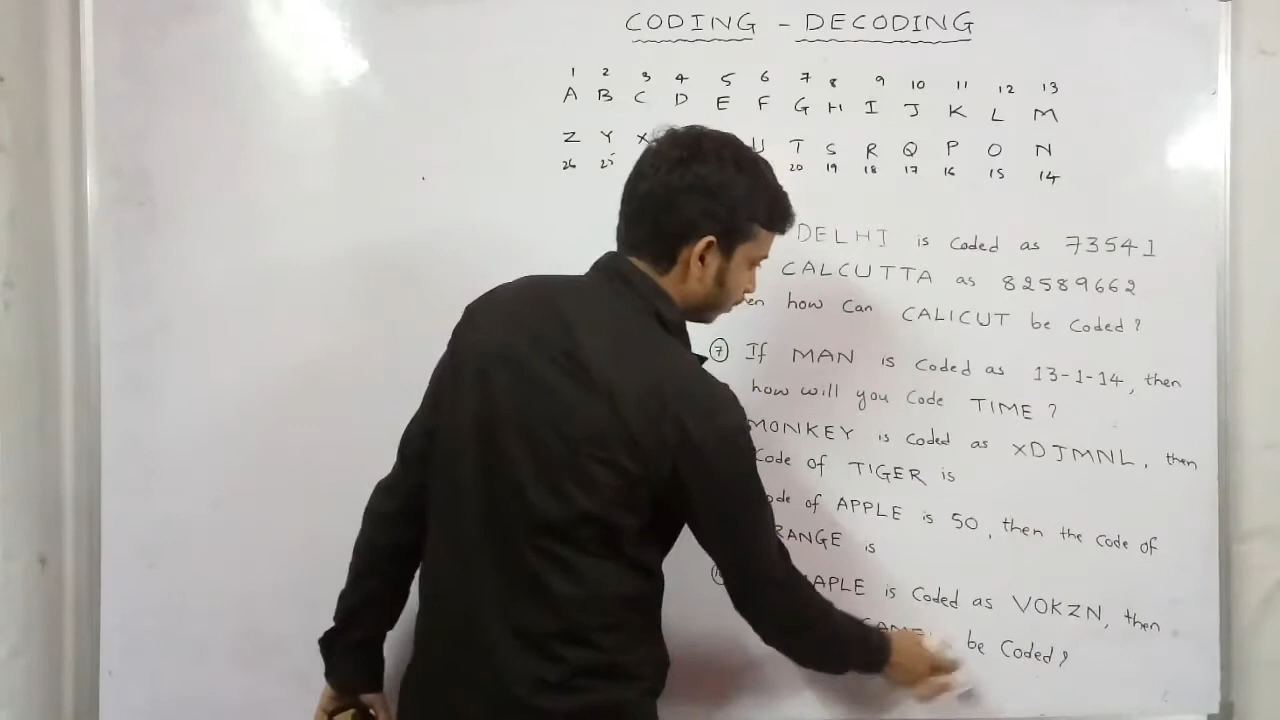 CODING - DECODING
1 2 3 4 5 6 7 8 9 10 11 12 13
A B C D E F G H I J K L M
Z Y X U T S R Q P O N
26 25 20 19 18 17 16 15 14
DELHI is coded as 73541
CALCUTTA as 82589662
how can CALICUT be coded?
7 If MAN is coded as 13-1-14, then
how will you code TIME?
MONKEY is coded as XDJMNL, then
code of TIGER is
of APPLE is 50, then the code of
RANGE is
APLE is coded as VOKZN, then
be coded?